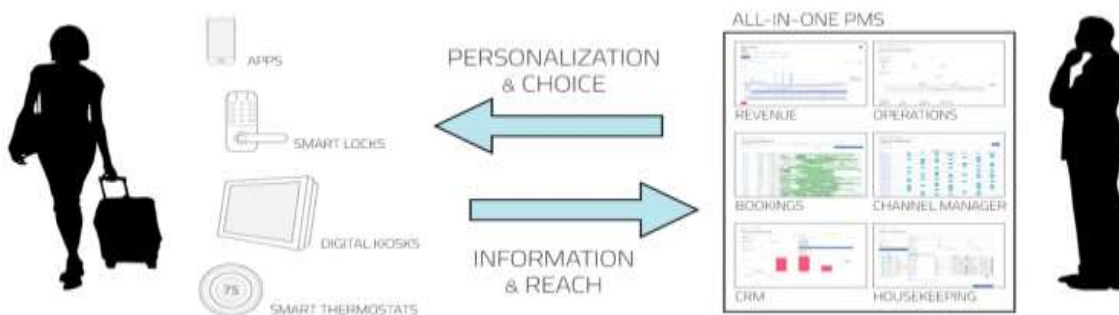 ALL-IN-ONE PMS
APPS
PERSONALIZATION
& CHOICE
REVENUE
OPERATIONS
SMART LOCKS
BOOKINGS
CHANNEL MANAGER
DIGITAL KIOSKS
INFORMATION
& REACH
75
SMART THERMOSTATS
CRM
HOUSEKEEPING